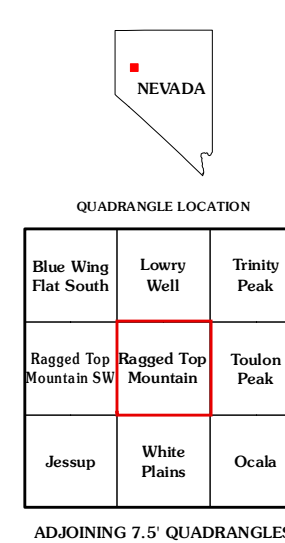 NEVADA
QUADRANGLE LOCATION
Blue Wing
Flat South
Lowry
Well
Trinity
Peak
Ragged Top
Mountain SW
Ragged Top
Mountain
Toulon
Peak
Jessup
White
Plains
Ocala
ADJOINING 7.5' QUADRANGLES